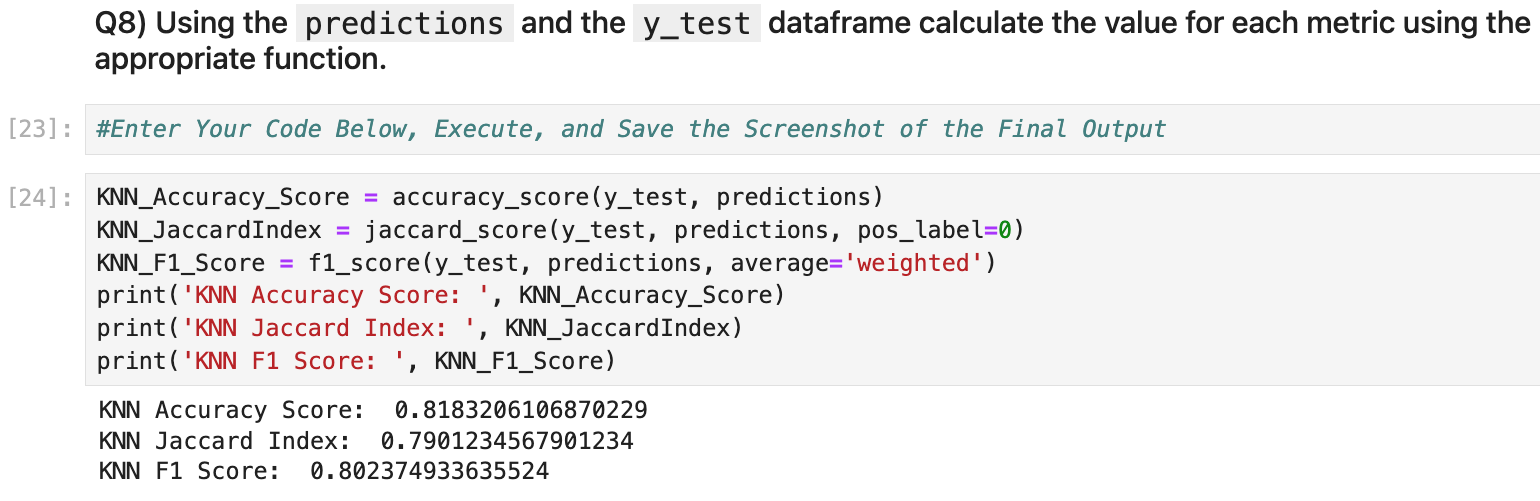 Q8) Using the predictions and the y_test dataframe calculate the value for each metric using the
appropriate function.
[23]: #Enter Your Code Below, Execute, and Save the Screenshot of the Final Output
[24]: KNN_Accuracy_Score = accuracy_score(y_test, predictions)
KNN_JaccardIndex = jaccard_score(y_test, predictions, pos_label=0)
KNN_F1_Score = f1_score(y_test, predictions, average='weighted')
print('KNN Accuracy Score: ', KNN_Accuracy_Score)
print('KNN Jaccard Index: ', KNN_JaccardIndex)
print('KNN F1 Score: ', KNN_F1_Score)
KNN Accuracy Score:  0.8183206106870229
KNN Jaccard Index:  0.7901234567901234
KNN F1 Score:  0.802374933635524